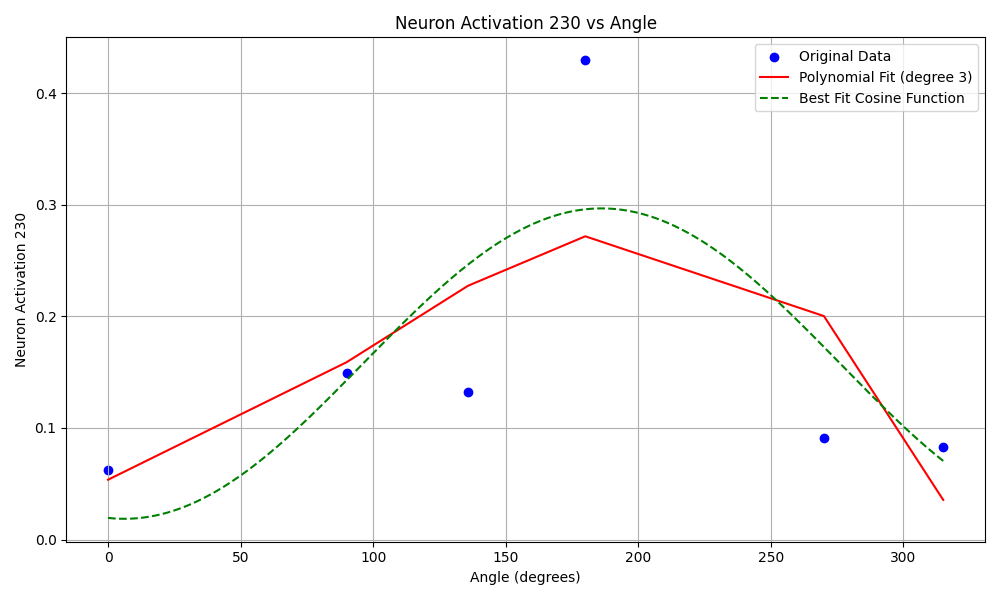 Neuron Activation 230 vs Angle
Original Data
Polynomial Fit (degree 3)
Best Fit Cosine Function
Neuron Activation 230
0.4
0.3
0.2
0.1
0.0
0 50 100 150 200 250 300
Angle (degrees)